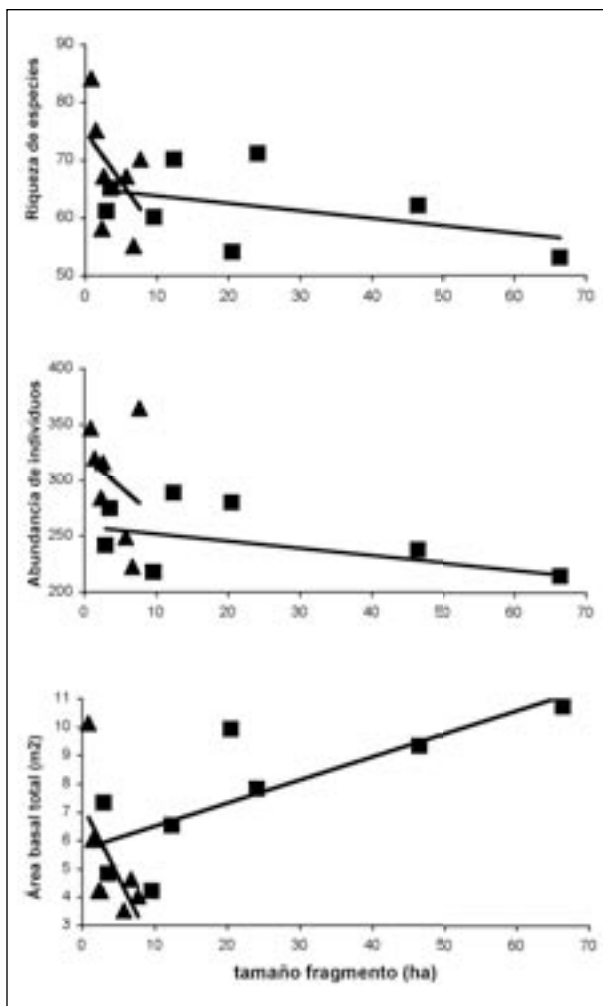 Riqueza de especies
90
80
70
60
50
0 10 20 30 40 50 60 70
Abundancia de individuos
400
350
300
250
200
0 10 20 30 40 50 60 70
Área basal total (m2)
11
10
9
8
7
6
5
4
3
0 10 20 30 40 50 60 70
tamaño fragmento (ha)